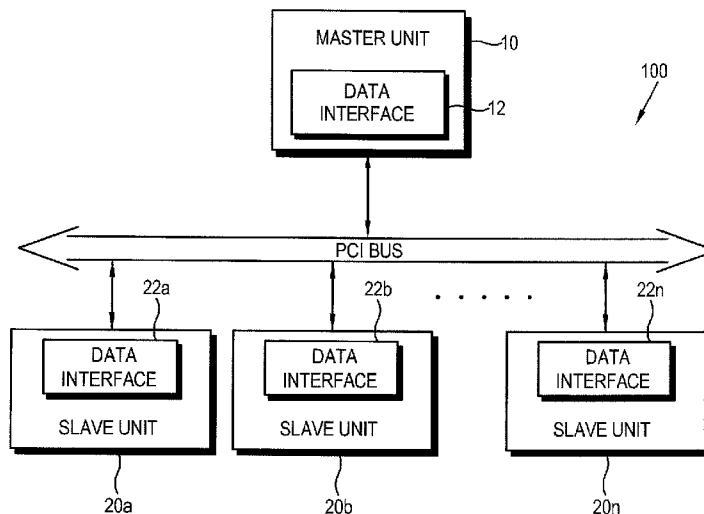 MASTER UNIT
10
DATA
INTERFACE
12
100
PCI BUS
22a
22b
22n
DATA
INTERFACE
DATA
INTERFACE
DATA
INTERFACE
SLAVE UNIT
SLAVE UNIT
SLAVE UNIT
20a
20b
20n